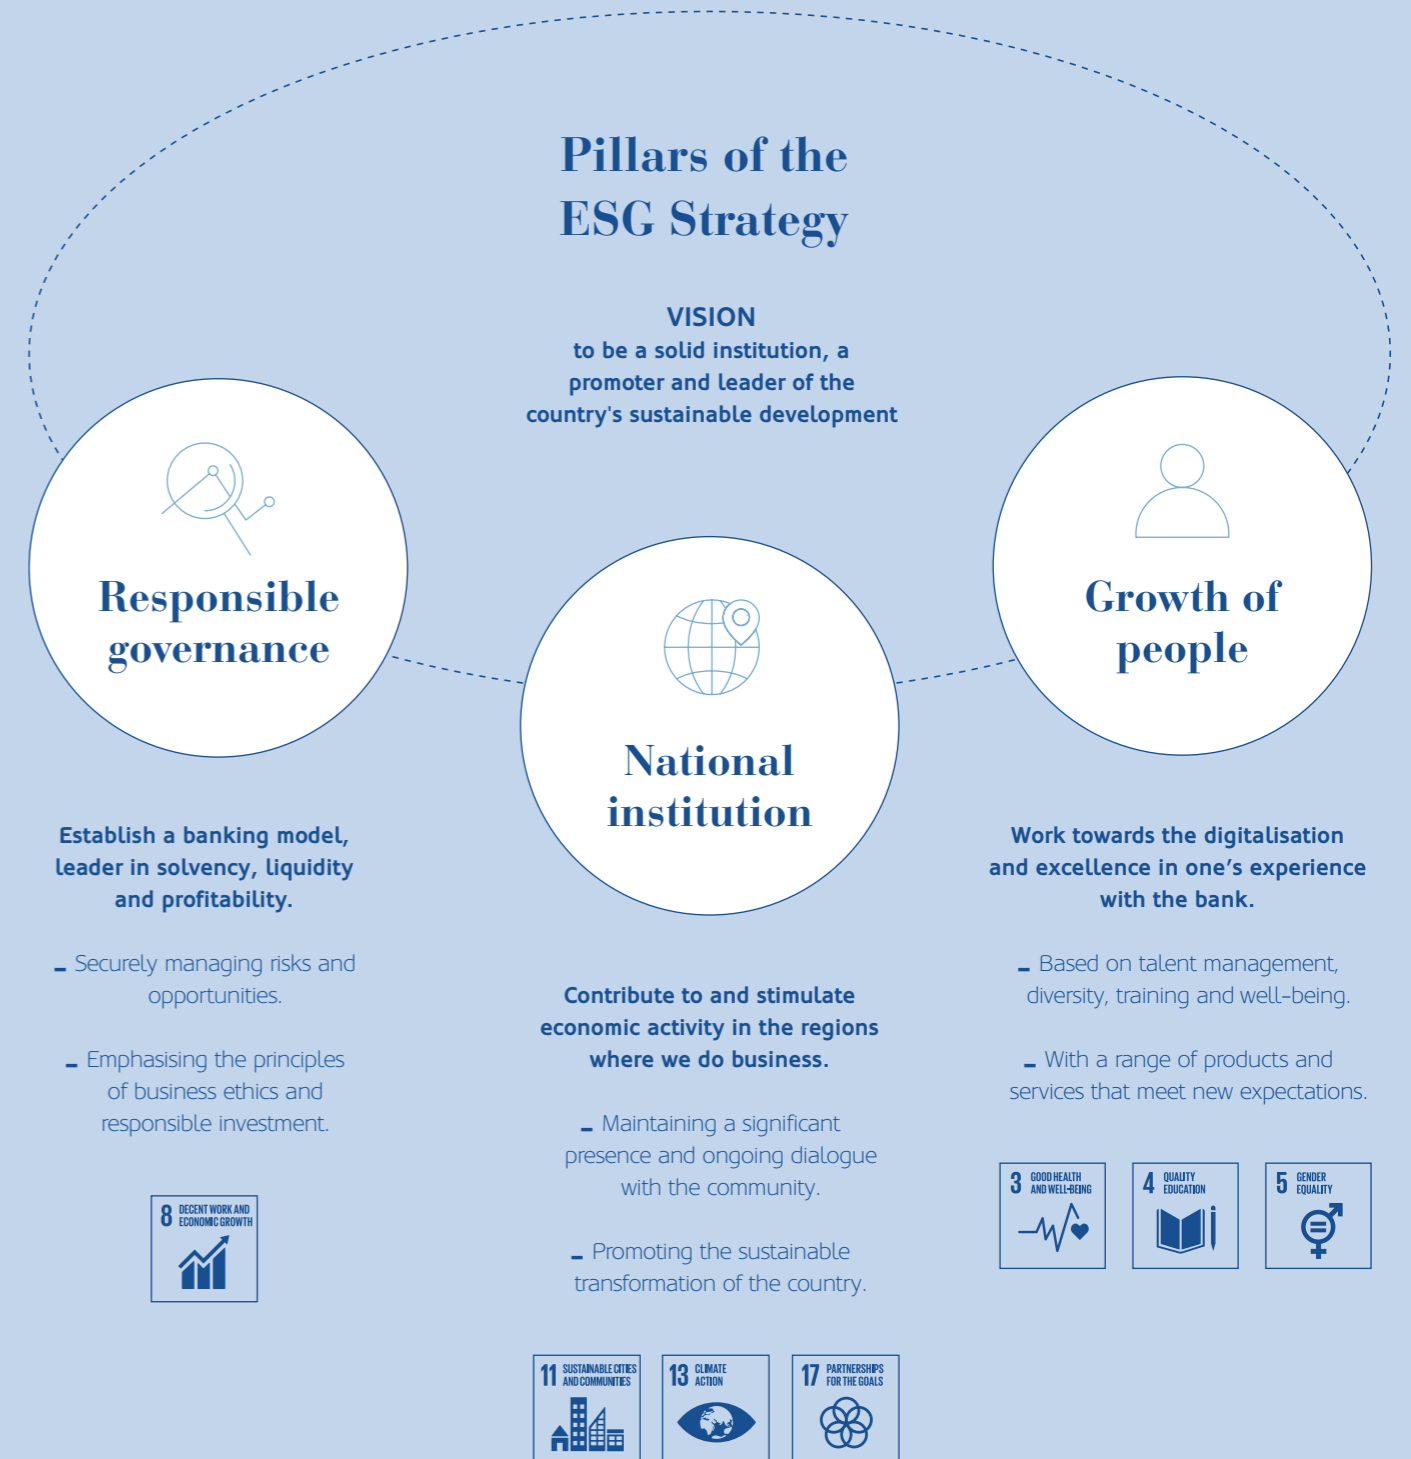 Pillars of the
ESG Strategy
VISION
to be a solid institution, a
promoter and leader of the
country's sustainable development
Responsible
governance
Establish a banking model,
leader in solvency, liquidity
and profitability.
– Securely managing risks and
opportunities.
– Emphasising the principles
of business ethics and
responsible investment.
8 DECENT WORK AND
ECONOMIC GROWTH
National
institution
Contribute to and stimulate
economic activity in the regions
where we do business.
– Maintaining a significant
presence and ongoing dialogue
with the community.
– Promoting the sustainable
transformation of the country.
11 SUSTAINABLE CITIES
AND COMMUNITIES
13 CLIMATE
ACTION
17 PARTNERSHIPS
FOR THE GOALS
Growth of
people
Work towards the digitalisation
and excellence in one’s experience
with the bank.
– Based on talent management,
diversity, training and well-being.
– With a range of products and
services that meet new expectations.
3 GOOD HEALTH
AND WELL-BEING
4 QUALITY
EDUCATION
5 GENDER
EQUALITY